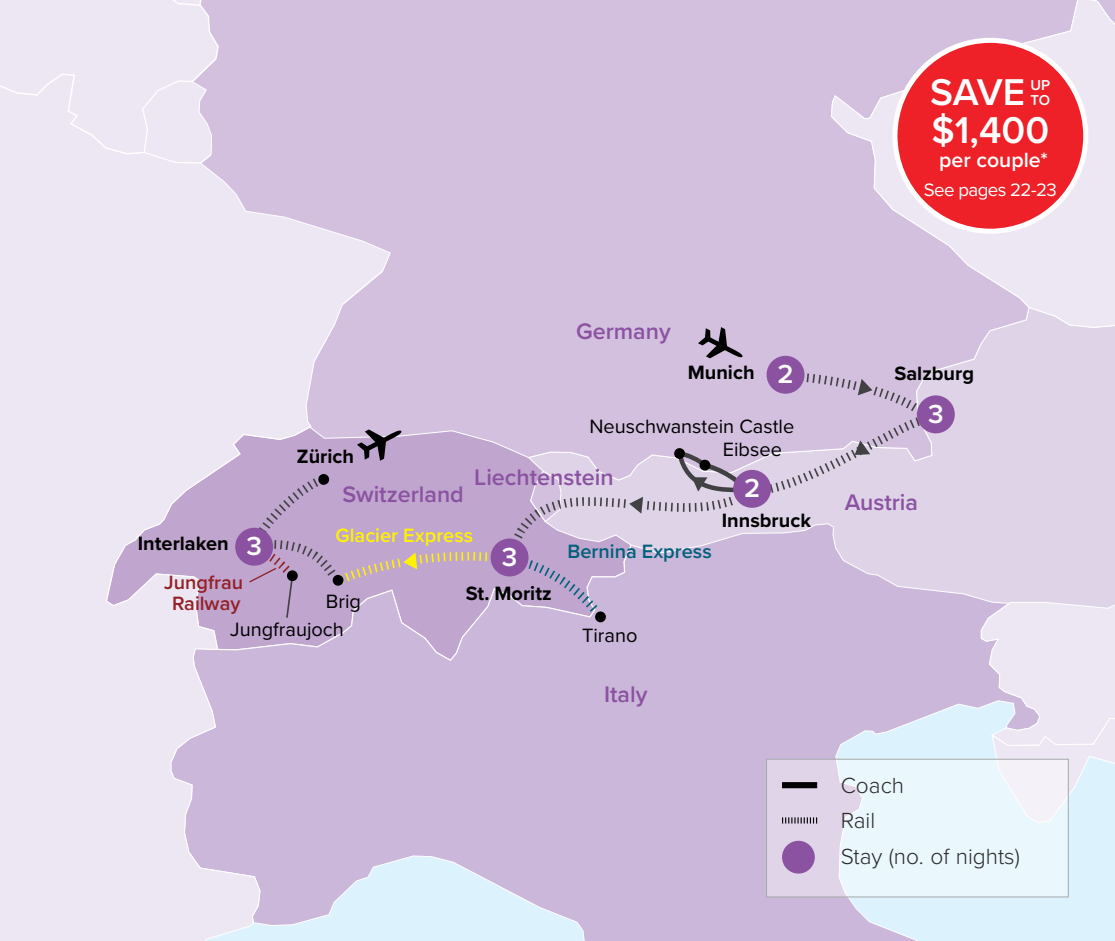 SAVE UP TO
$1,400
per couple*
See pages 22-23
Germany
Munich
2
Salzburg
3
Neuschwanstein Castle
Eibsee
2
Innsbruck
Austria
Zürich
Switzerland
Liechtenstein
Interlaken
3
Glacier Express
3
Bernina Express
St. Moritz
Jungfrau
Railway
Brig
Jungfraujoch
Tirano
Italy
Coach
Rail
Stay (no. of nights)